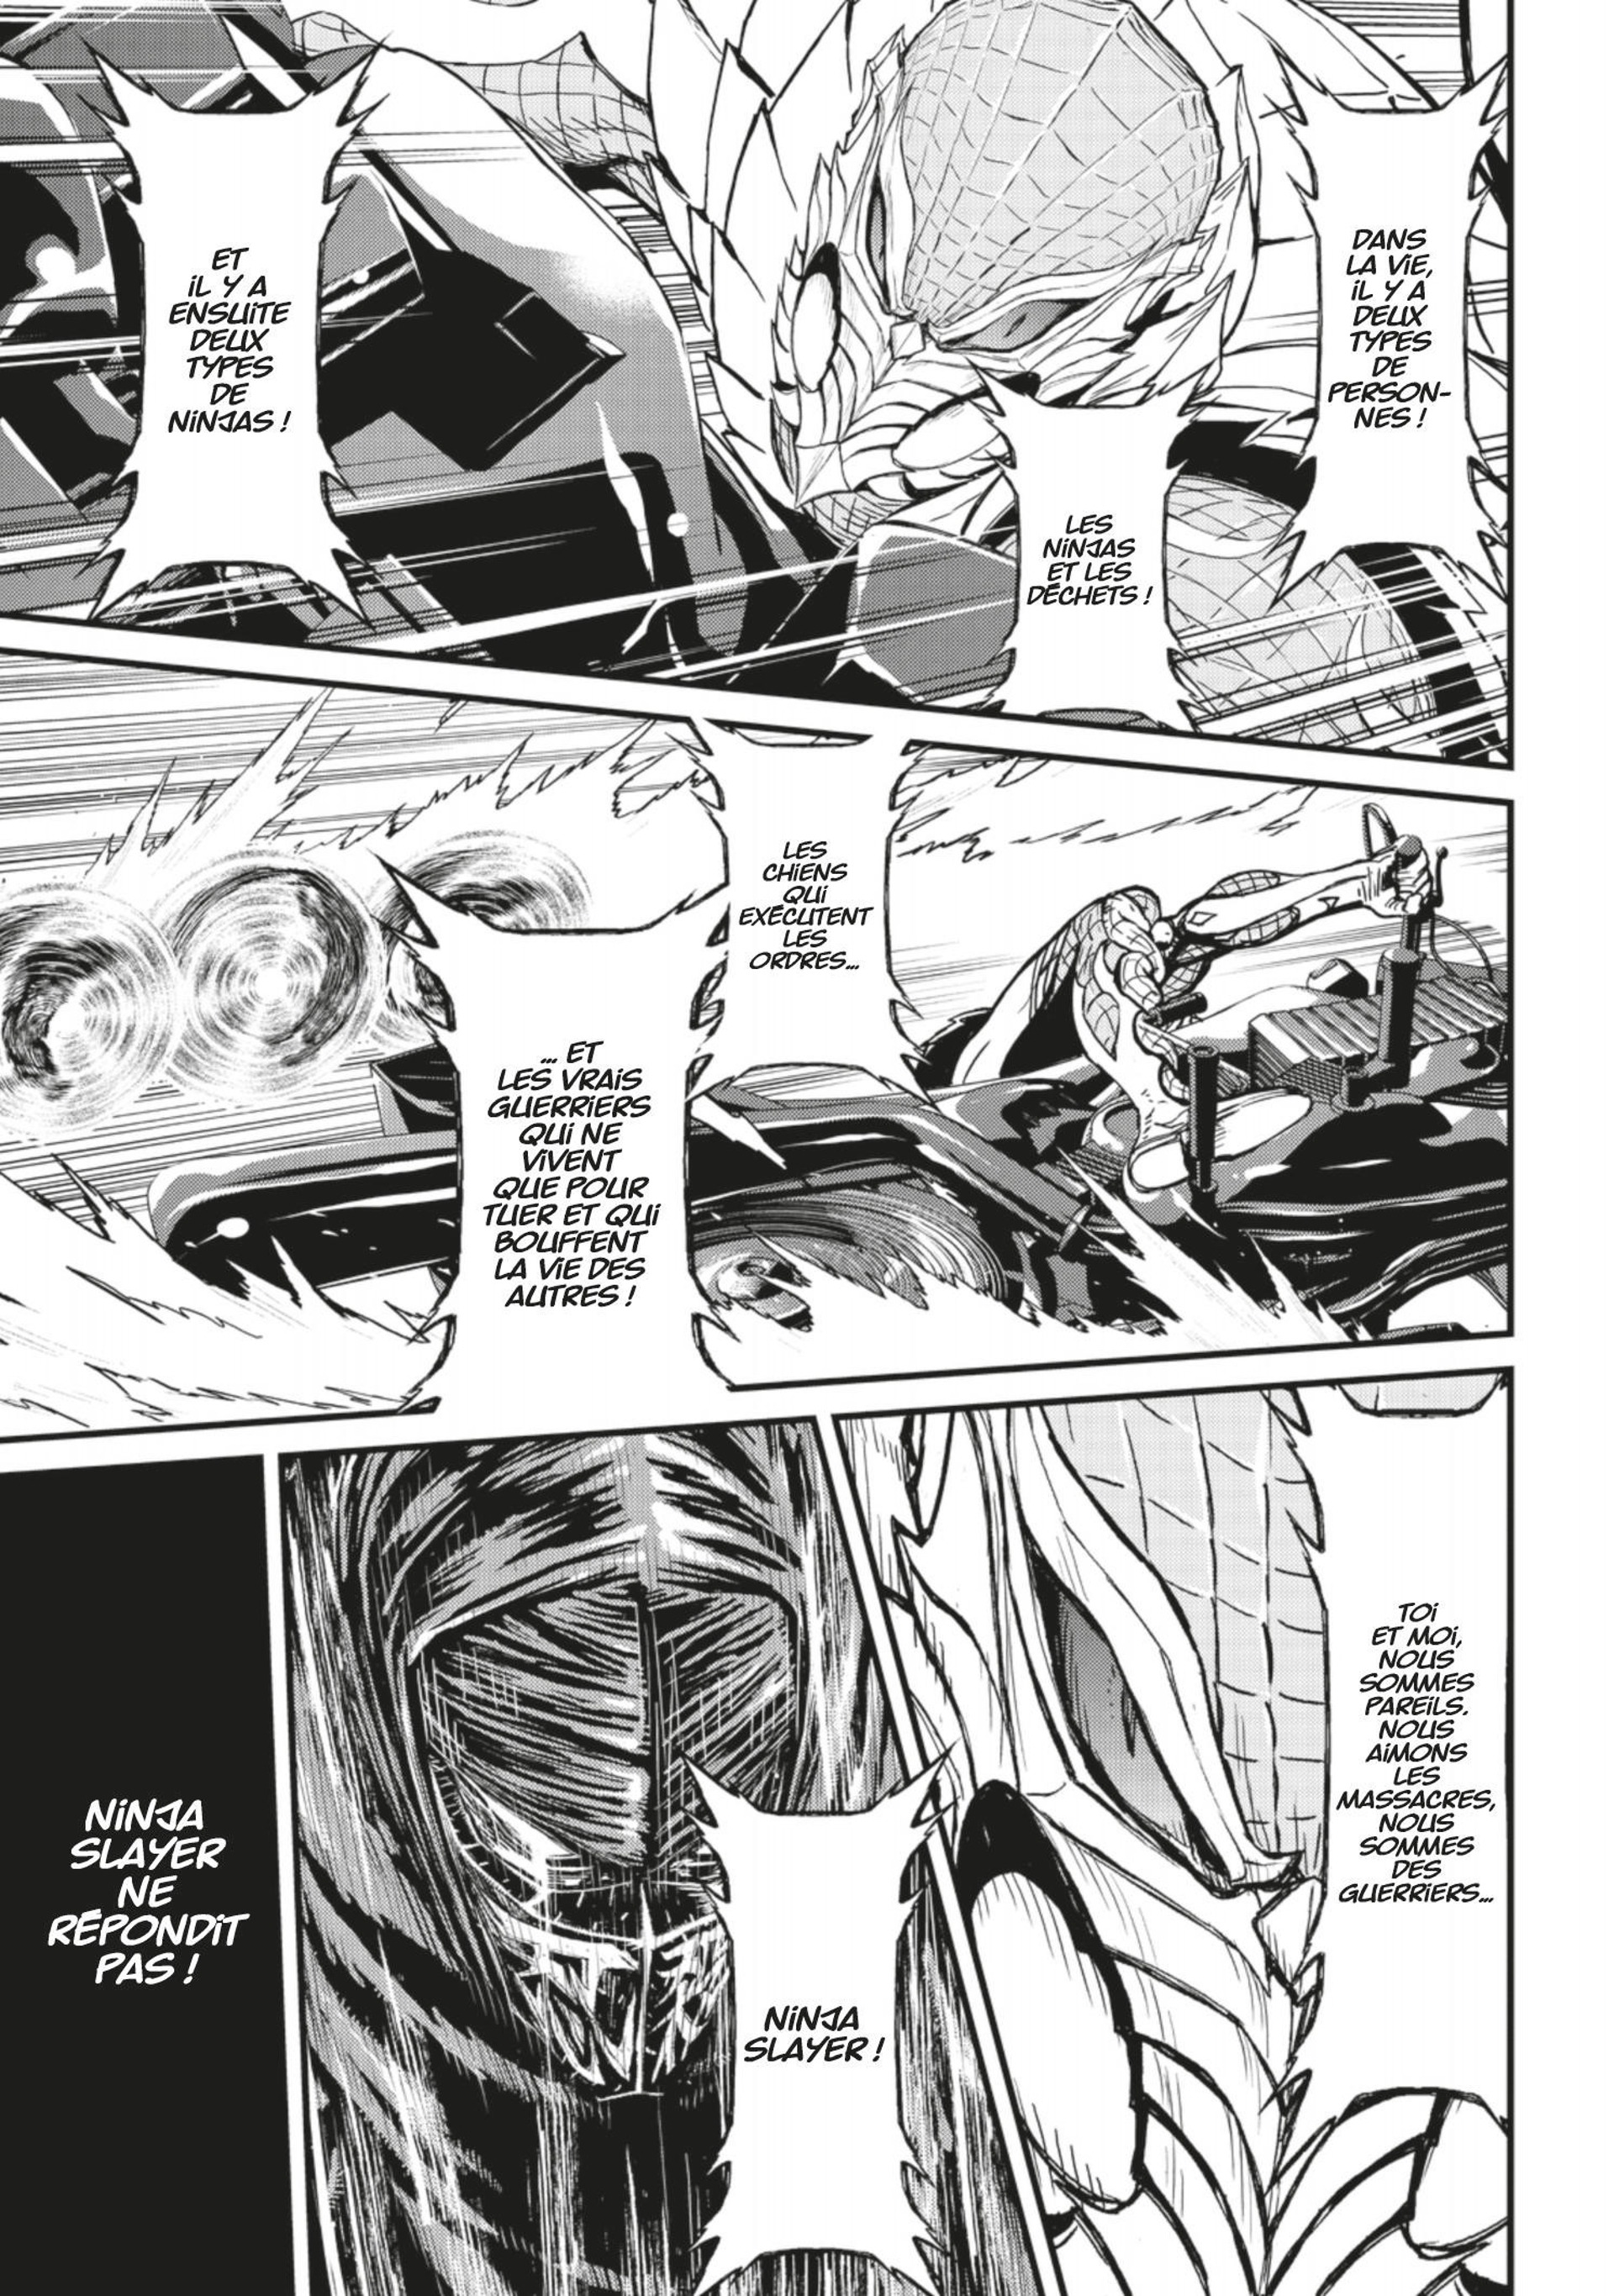 DANS
LA VIE,
IL Y A
DEUX
TYPES
DE
PERSON-
NES !
LES
NINJAS
ET LES
DÉCHETS !
ET
IL Y A
ENSUITE
DEUX
TYPES
DE
NINJAS !
LES
CHIENS
QUI
EXÉCUTENT
LES
ORDRES...
... ET
LES VRAIS
GUERRIERS
QUI NE
VIVENT
QUE POUR
TUER ET QUI
BOUFFENT
LA VIE DES
AUTRES !
TOI
ET MOI,
NOUS
SOMMES
PAREILS.
NOUS
AIMONS
LES
MASSACRES,
NOUS
SOMMES
DES
GUERRIERS...
NINJA
SLAYER !
忍殺
NINJA
SLAYER
NE
RÉPONDIT
PAS !